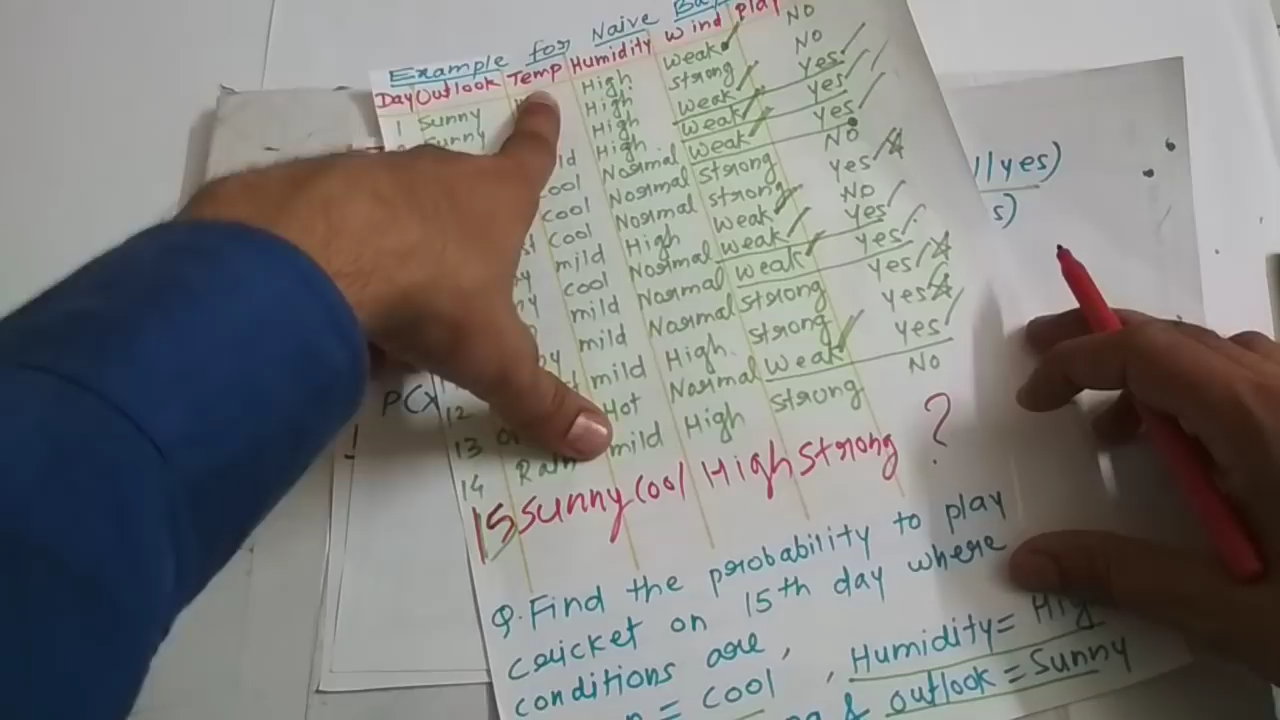 Example for Naive
Day Outlook Temp Humidity Wind play
1 Sunny High Weak NO
Sunny High strong NO
High Weak Yes
High Weak Yes
cool Normal Weak Yes
cool Normal strong NO
cool Normal strong Yes
mild High Weak NO
cool Normal Weak Yes
mild Normal Weak Yes
mild Normal strong Yes
mild High strong Yes
13 Hot Normal Weak Yes
14 Rain mild High strong NO
15 Sunny Cool High Strong ?
Q. Find the probability to play
cricket on 15th day where
conditions are,
= cool , Humidity =
& outlook = Sunny
12
P(X
| yes)
s)